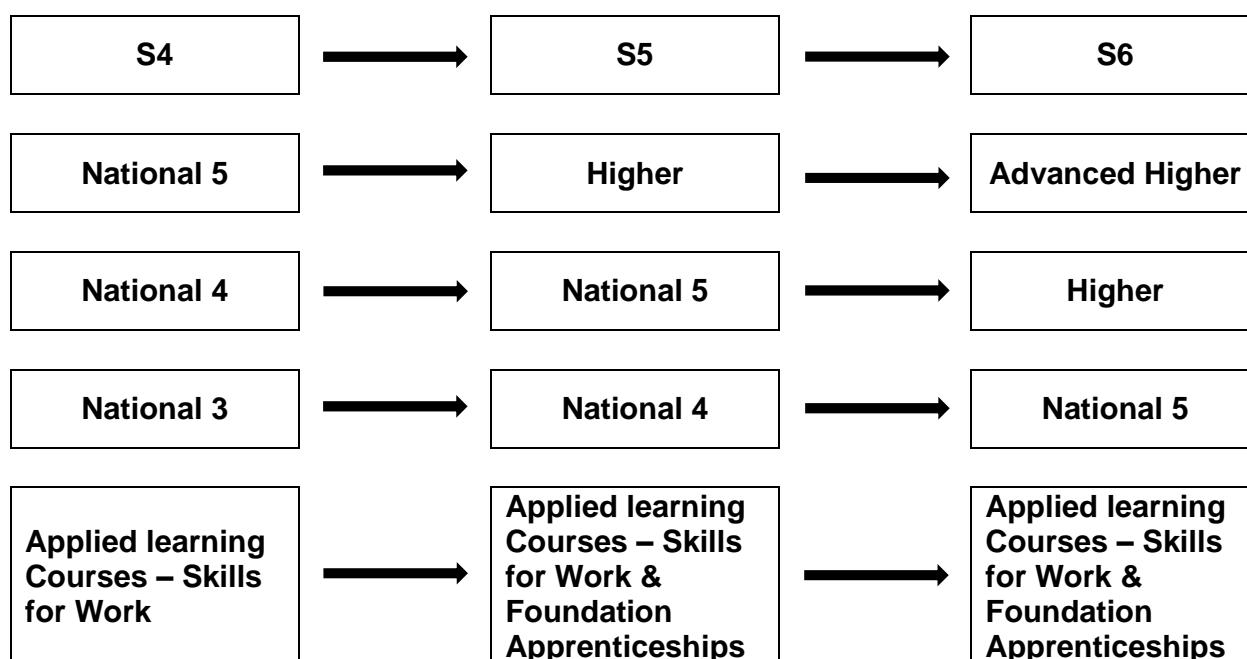 S4
S5
S6
National 5
Higher
Advanced Higher
National 4
National 5
Higher
National 3
National 4
National 5
Applied learning
Courses – Skills
for Work
Applied learning
Courses – Skills
for Work &
Foundation
Apprenticeships
Applied learning
Courses – Skills
for Work &
Foundation
Apprenticeships